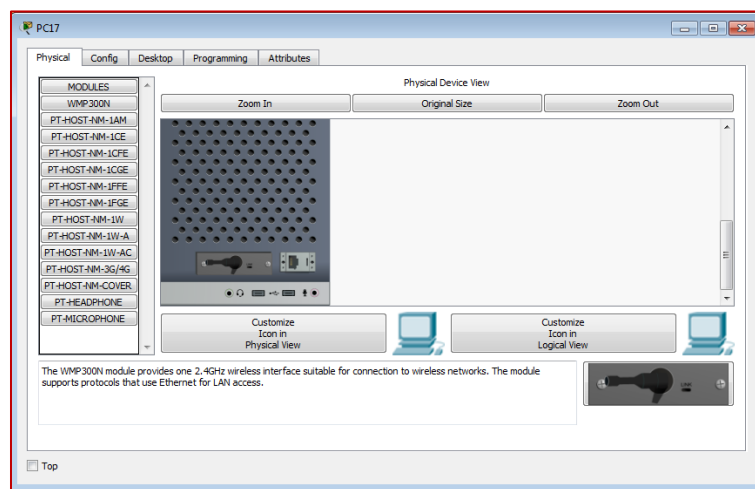 PC17
Physical Config Desktop Programming Attributes
MODULES
WMP300N
PT-HOST-NM-1AM
PT-HOST-NM-1CE
PT-HOST-NM-1CFE
PT-HOST-NM-1CGE
PT-HOST-NM-1FFE
PT-HOST-NM-1FGE
PT-HOST-NM-1W
PT-HOST-NM-1W-A
PT-HOST-NM-1W-AC
PT-HOST-NM-3G/4G
PT-HOST-NM-COVER
PT-HEADPHONE
PT-MICROPHONE
Physical Device View
Zoom In Original Size Zoom Out
Customize
Icon in
Physical View
Customize
Icon in
Logical View
The WMP300N module provides one 2.4GHz wireless interface suitable for connection to wireless networks. The module
supports protocols that use Ethernet for LAN access.
LINK
Top